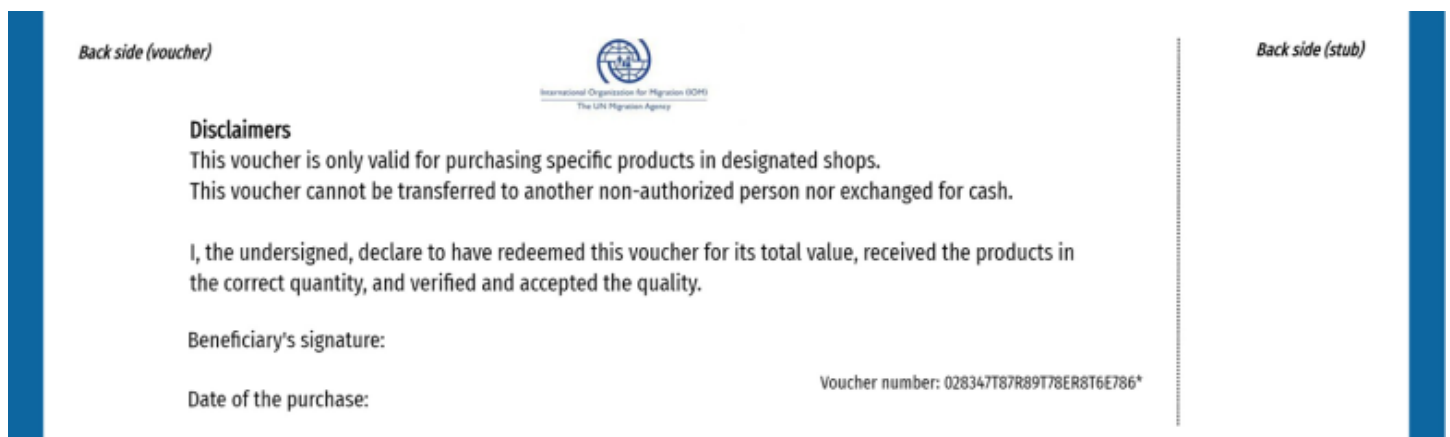 Back side (voucher)
Back side (stub)
International Organization for Migration (IOM)
The UN Migration Agency
Disclaimers
This voucher is only valid for purchasing specific products in designated shops.
This voucher cannot be transferred to another non-authorized person nor exchanged for cash.
I, the undersigned, declare to have redeemed this voucher for its total value, received the products in
the correct quantity, and verified and accepted the quality.
Beneficiary's signature:
Voucher number: 028347T87R89T78ER8T6E786*
Date of the purchase: